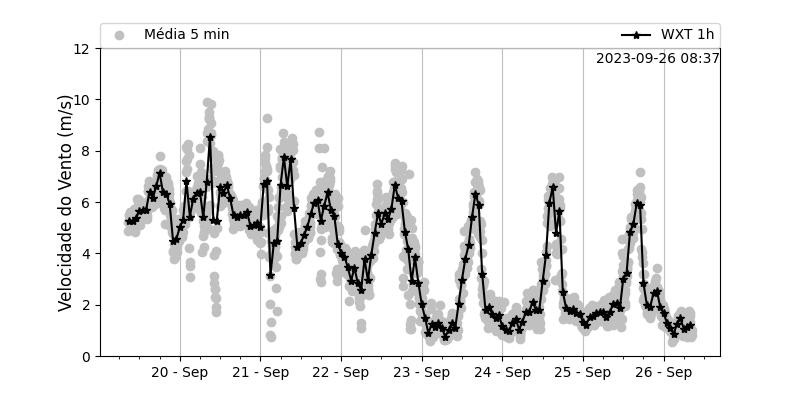 Média 5 min
WXT 1h
2023-09-26 08:37
Velocidade do Vento (m/s)
12
10
8
6
4
2
0
20 - Sep
21 - Sep
22 - Sep
23 - Sep
24 - Sep
25 - Sep
26 - Sep